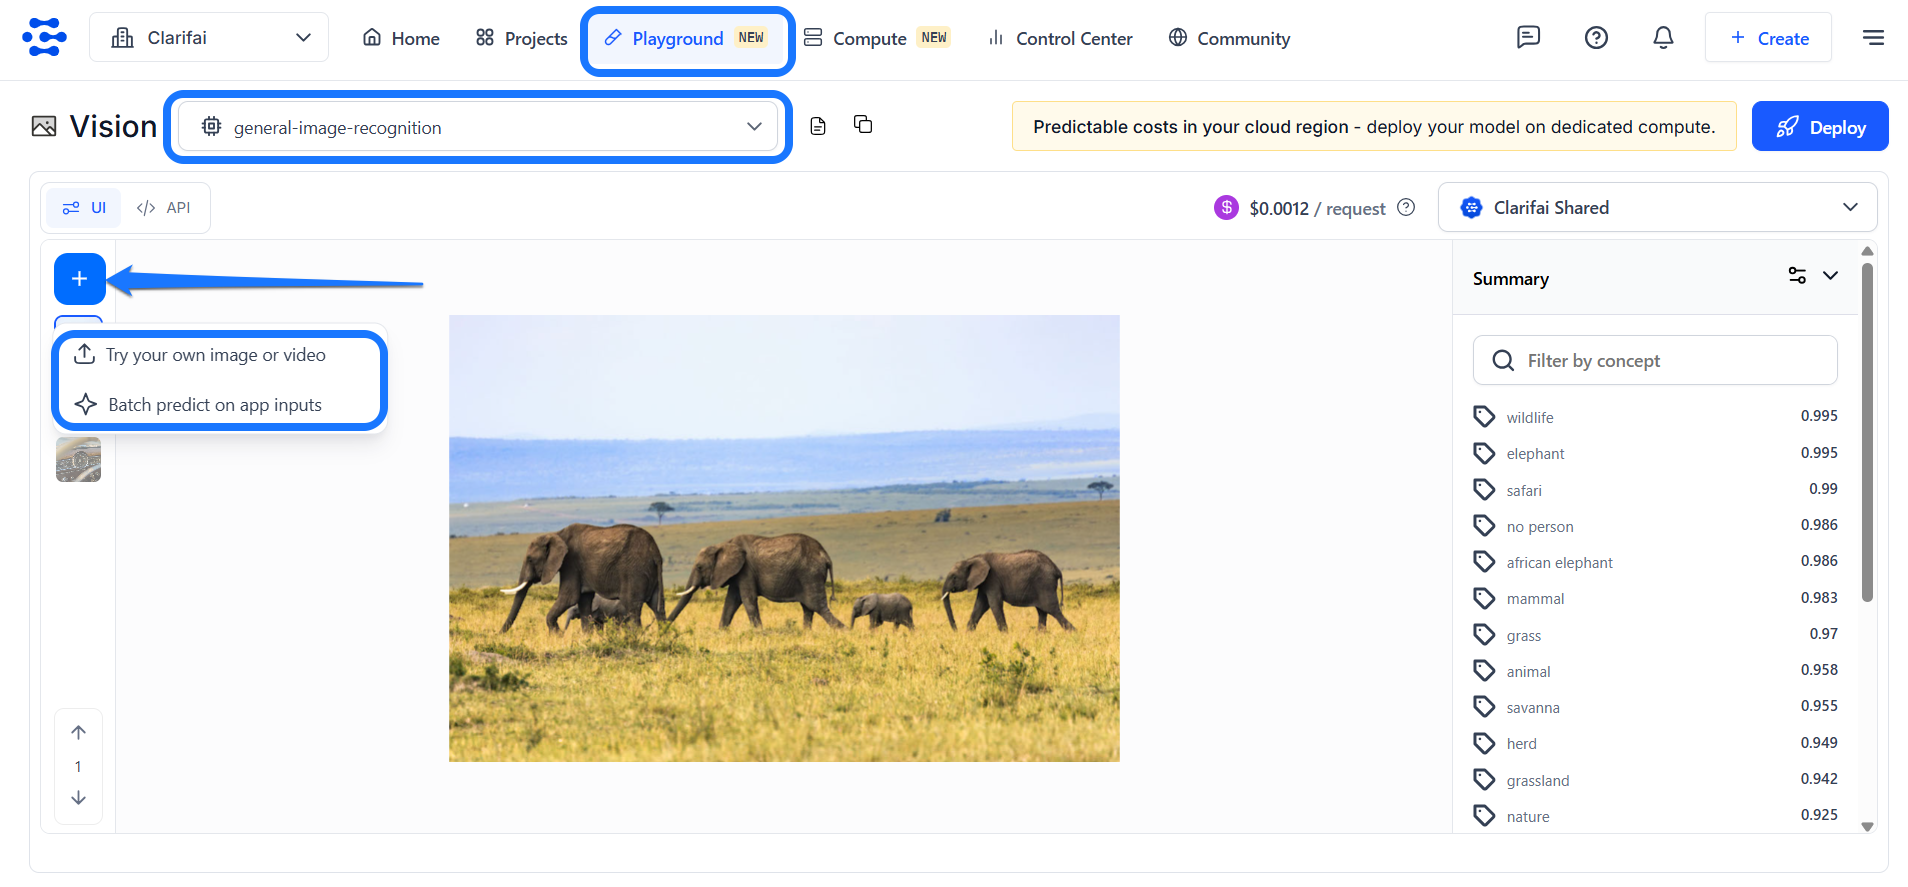 Clarifai
Home
Projects
Playground NEW
Compute NEW
Control Center
Community
+ Create
Vision
general-image-recognition
Predictable costs in your cloud region - deploy your model on dedicated compute.
Deploy
UI
</> API
$ $0.0012 / request
Clarifai Shared
Try your own image or video
Batch predict on app inputs
1
Summary
Filter by concept
wildlife 0.995
elephant 0.995
safari 0.99
no person 0.986
african elephant 0.986
mammal 0.983
grass 0.97
animal 0.958
savanna 0.955
herd 0.949
grassland 0.942
nature 0.925